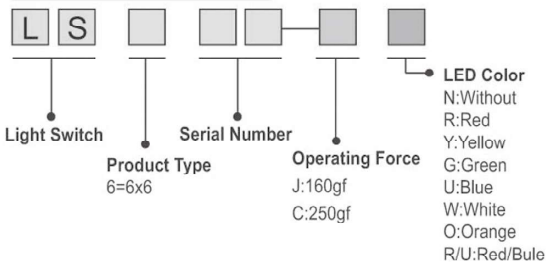 L S
LED Color
N:Without
Light Switch
Serial Number
R:Red
Product Type
Operating Force
Y:Yellow
6=6x6
J:160gf
G:Green
C:250gf
U:Blue
W:White
O:Orange
R/U:Red/Bule